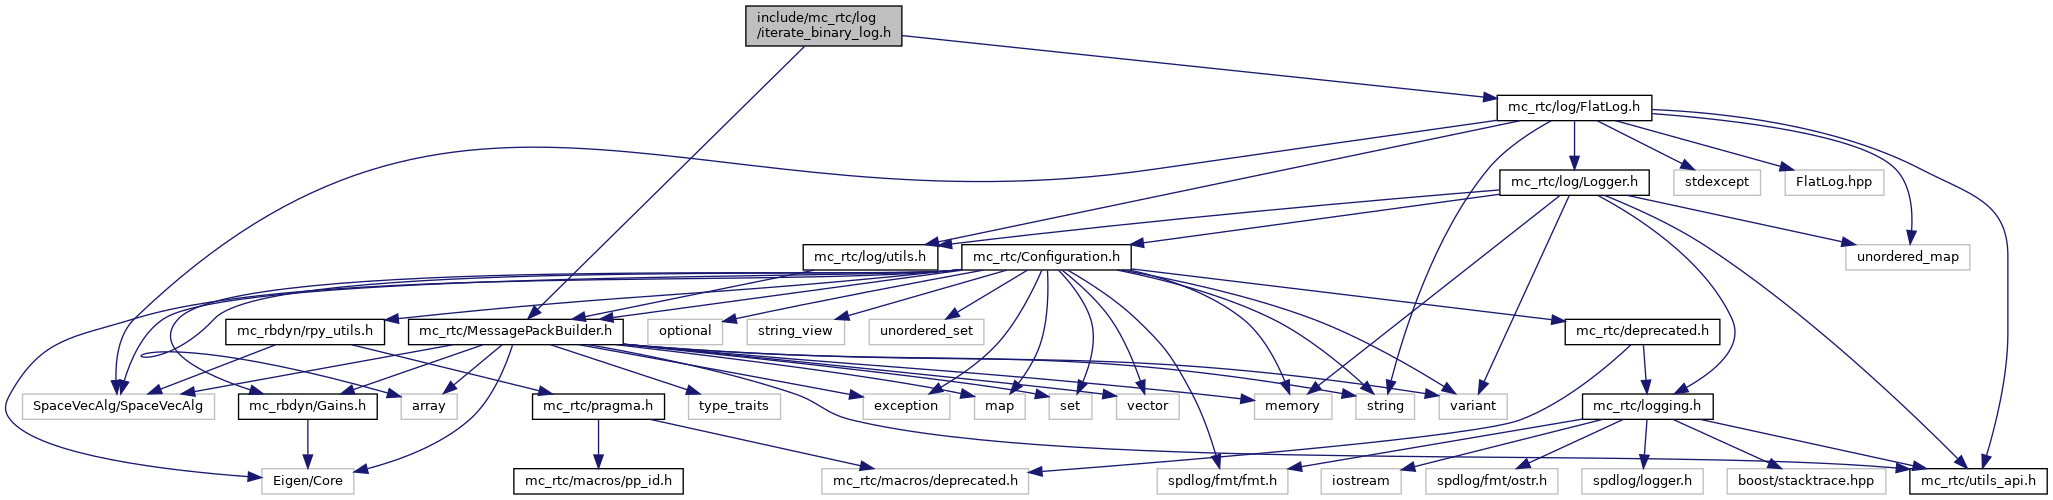 include/mc_rtc/log
/iterate_binary_log.h
mc_rtc/log/FlatLog.h
mc_rtc/log/Logger.h
stdexcept
FlatLog.hpp
mc_rtc/log/utils.h
mc_rtc/Configuration.h
unordered_map
mc_rbdyn/rpy_utils.h
mc_rtc/MessagePackBuilder.h
optional
string_view
unordered_set
mc_rtc/deprecated.h
SpaceVecAlg/SpaceVecAlg
mc_rbdyn/Gains.h
array
mc_rtc/pragma.h
type_traits
exception
map
set
vector
memory
string
variant
mc_rtc/logging.h
Eigen/Core
mc_rtc/macros/pp_id.h
mc_rtc/macros/deprecated.h
spdlog/fmt/fmt.h
iostream
spdlog/fmt/ostr.h
spdlog/logger.h
boost/stacktrace.hpp
mc_rtc/utils_api.h